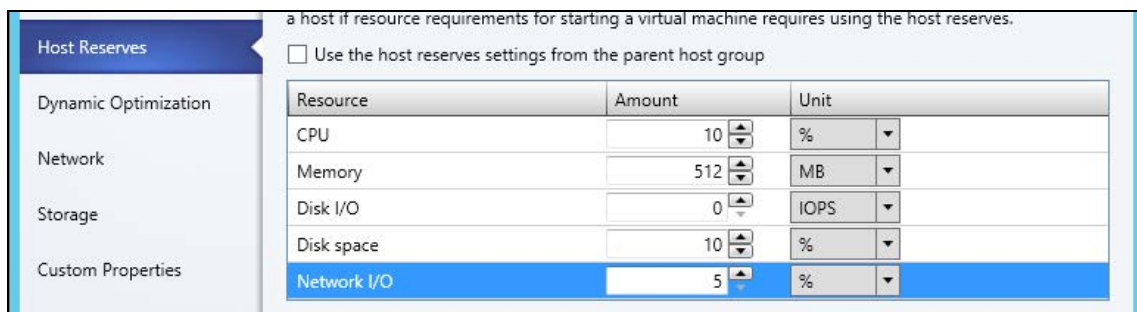 a host if resource requirements for starting a virtual machine requires using the host reserves.
Host Reserves
Use the host reserves settings from the parent host group
Dynamic Optimization
Network
Storage
Custom Properties
Resource Amount Unit
CPU 10 %
Memory 512 MB
Disk I/O 0 IOPS
Disk space 10 %
Network I/O 5 %